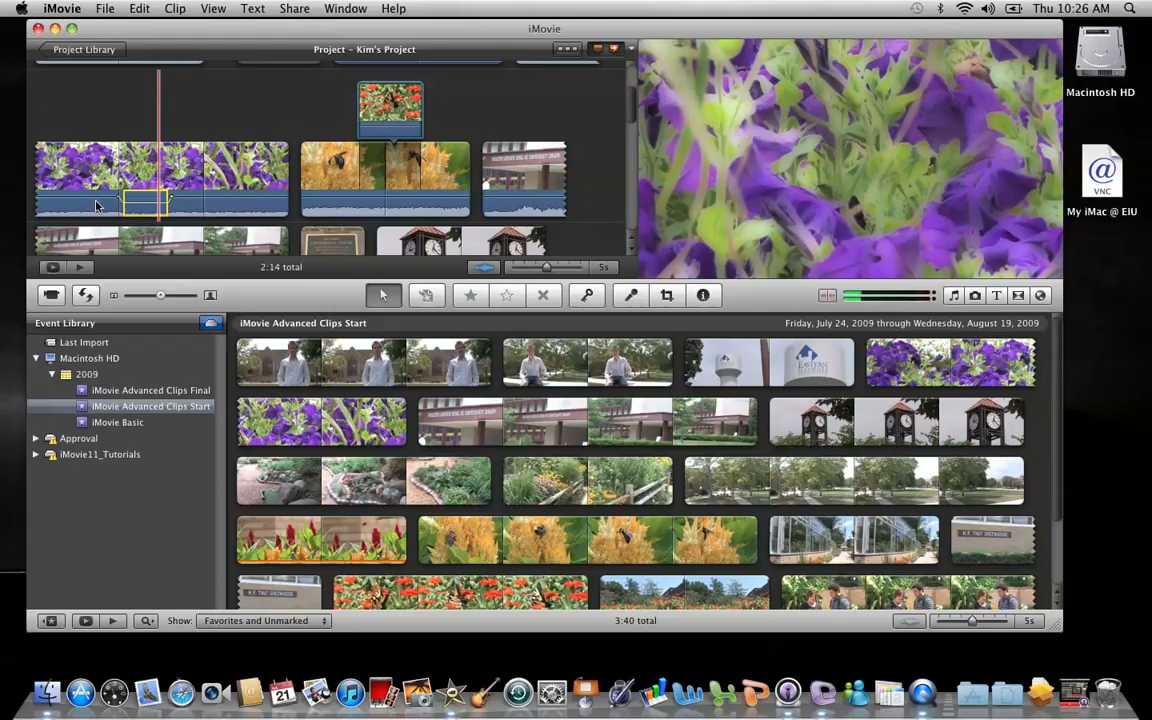 iMovie File Edit Clip View Text Share Window Help Thu 10:26 AM
iMovie
Project Library Project – Kim's Project
Macintosh HD
@
VNC
My iMac @ EIU
2:14 total 5s
Event Library
iMovie Advanced Clips Start Friday, July 24, 2009 through Wednesday, August 19, 2009
Last Import
Macintosh HD
2009
iMovie Advanced Clips Final
iMovie Advanced Clips Start
iMovie Basic
Approval
iMovie11_Tutorials
EASTERN
Show: Favorites and Unmarked 3:40 total 5s
21